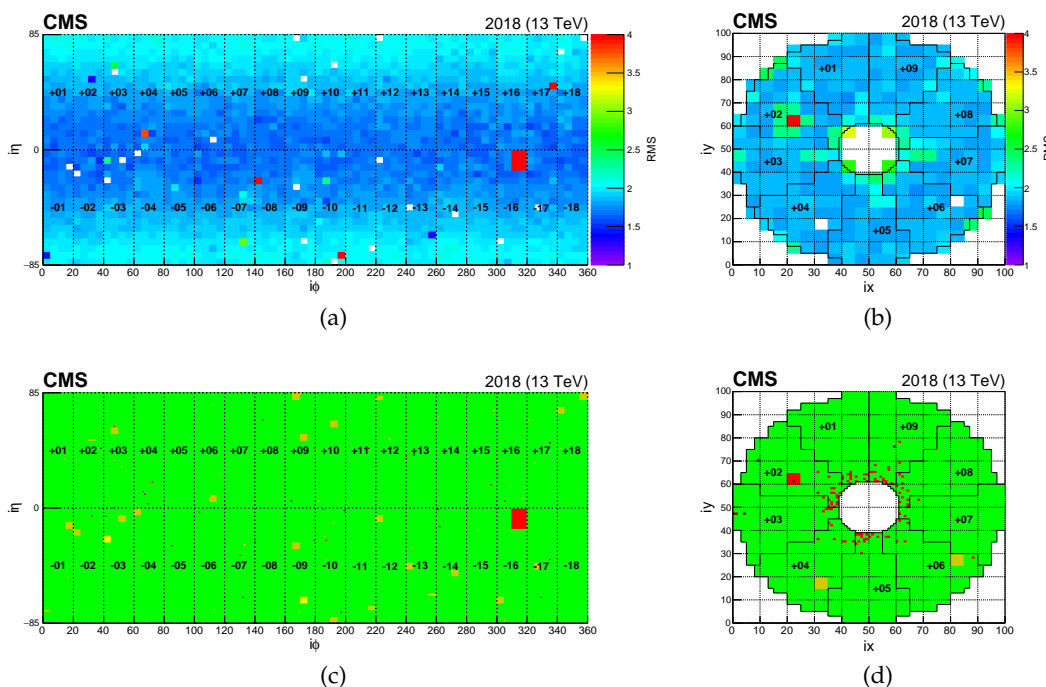 CMS 2018 (13 TeV)
85
0
−85
iη
+01 +02 +03 +04 +05 +06 +07 +08 +09 +10 +11 +12 +13 +14 +15 +16 +17 +18
-01 -02 -03 -04 -05 -06 -07 -08 -09 -10 -11 -12 -13 -14 -15 -16 -17 -18
0 20 40 60 80 100 120 140 160 180 200 220 240 260 280 300 320 340 360
iϕ
4
3.5
3
2.5
2
1.5
1
RMS
(a)
CMS 2018 (13 TeV)
100
90
80
70
60
50
40
30
20
10
0
iy
+01 +09
+02 +08
+03 +07
+04 +06
+05
0 10 20 30 40 50 60 70 80 90 100
ix
4
3.5
3
2.5
2
1.5
1
RMS
(b)
CMS 2018 (13 TeV)
85
0
−85
iη
+01 +02 +03 +04 +05 +06 +07 +08 +09 +10 +11 +12 +13 +14 +15 +16 +17 +18
-01 -02 -03 -04 -05 -06 -07 -08 -09 -10 -11 -12 -13 -14 -15 -16 -17 -18
0 20 40 60 80 100 120 140 160 180 200 220 240 260 280 300 320 340 360
iϕ
(c)
CMS 2018 (13 TeV)
100
90
80
70
60
50
40
30
20
10
0
iy
+01 +09
+02 +08
+03 +07
+04 +06
+05
0 10 20 30 40 50 60 70 80 90 100
ix
(d)